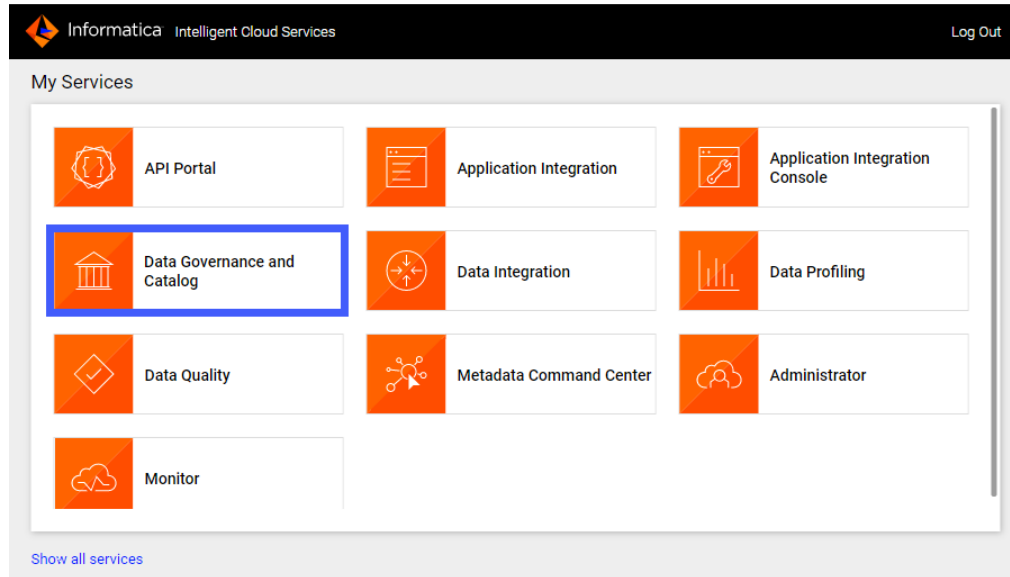 Informatica Intelligent Cloud Services
Log Out
My Services
API Portal
Application Integration
Application Integration
Console
Data Governance and
Catalog
Data Integration
Data Profiling
Data Quality
Metadata Command Center
Administrator
Monitor
Show all services